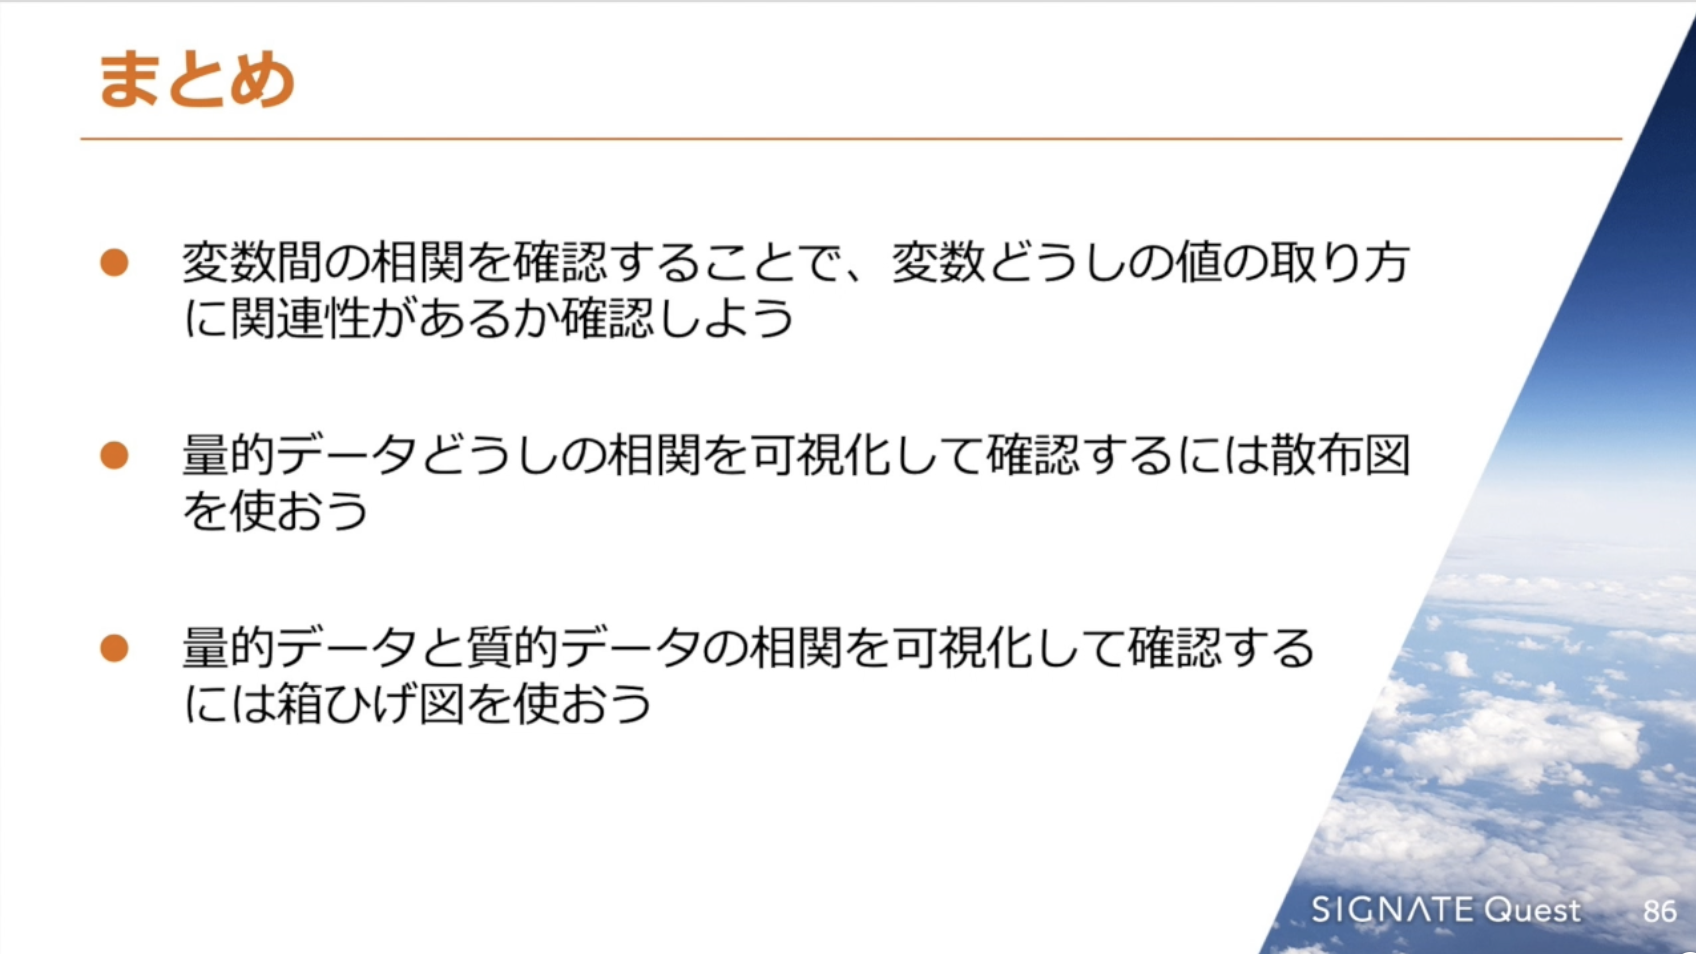 まとめ
変数間の相関を確認することで、変数どうしの値の取り方
に関連性があるか確認しよう
量的データどうしの相関を可視化して確認するには散布図
を使おう
量的データと質的データの相関を可視化して確認する
には箱ひげ図を使おう
SIGNATE Quest
86